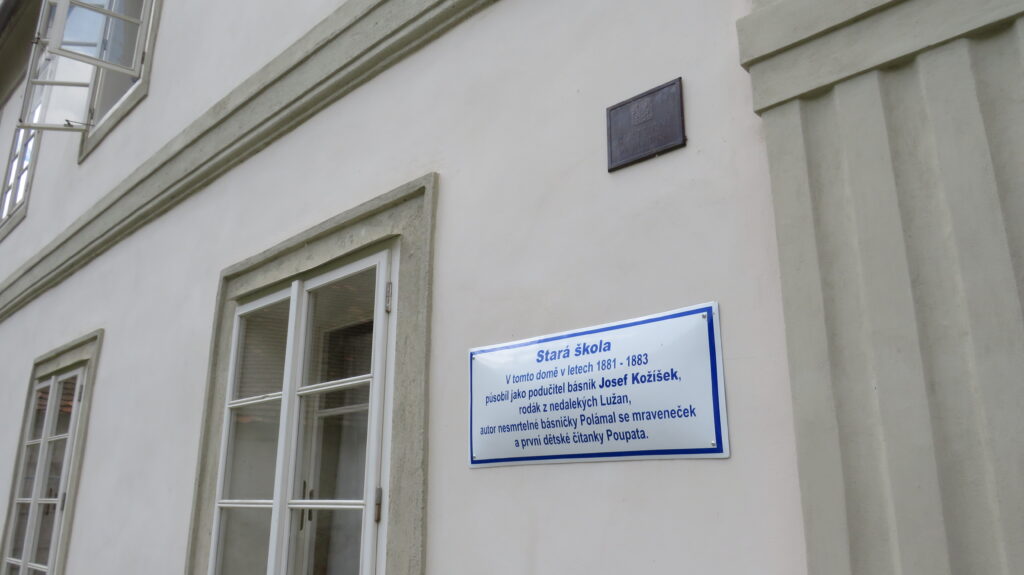 Stará škola
V tomto domě v letech 1881 - 1883
působil jako podučitel básník Josef Kožíšek,
rodák z nedalekých Lužan,
autor nesmrtelné básničky Polámal se mraveneček
a první dětské čítanky Poupata.